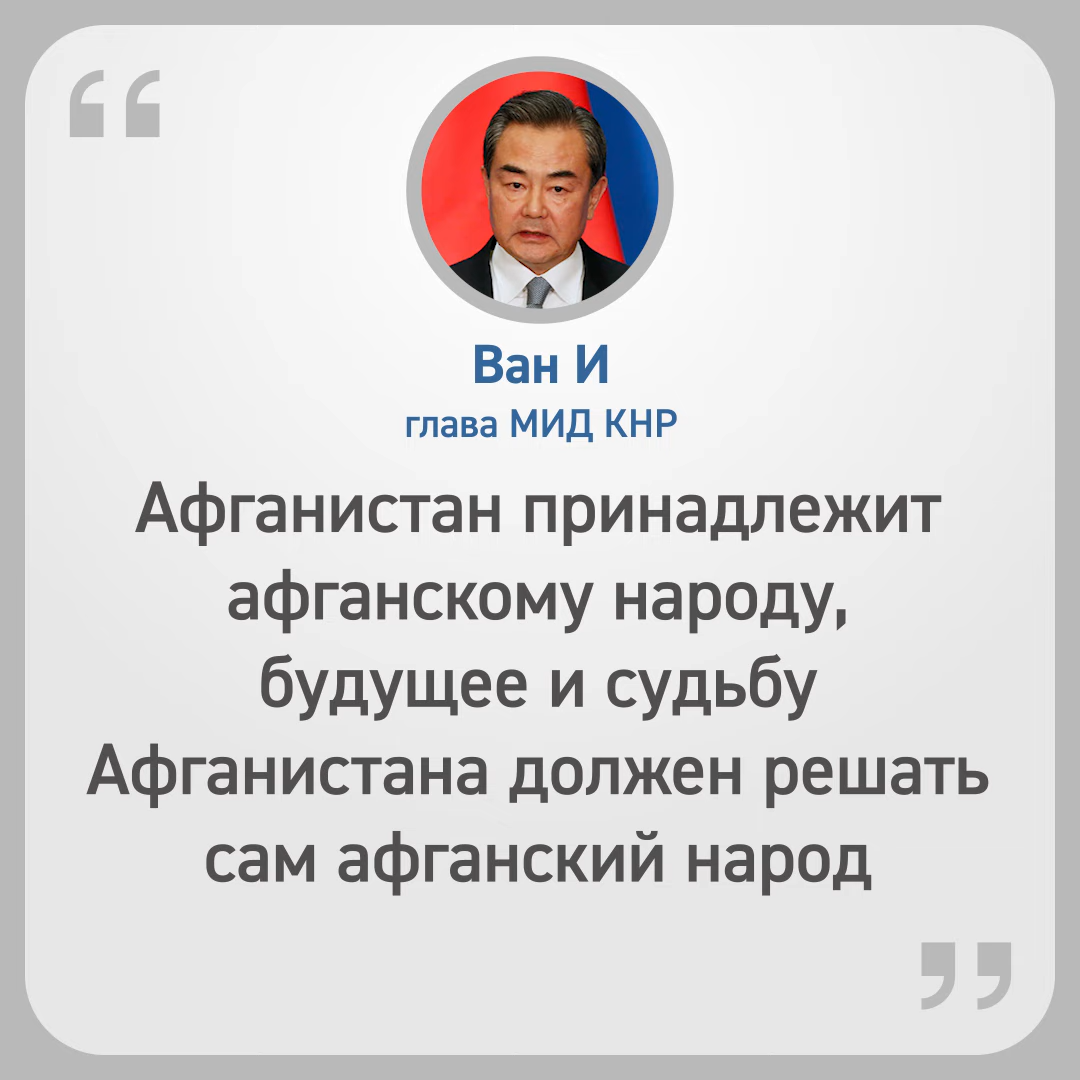 Ван И
глава МИД КНР
Афганистан принадлежит
афганскому народу,
будущее и судьбу
Афганистана должен решать
сам афганский народ